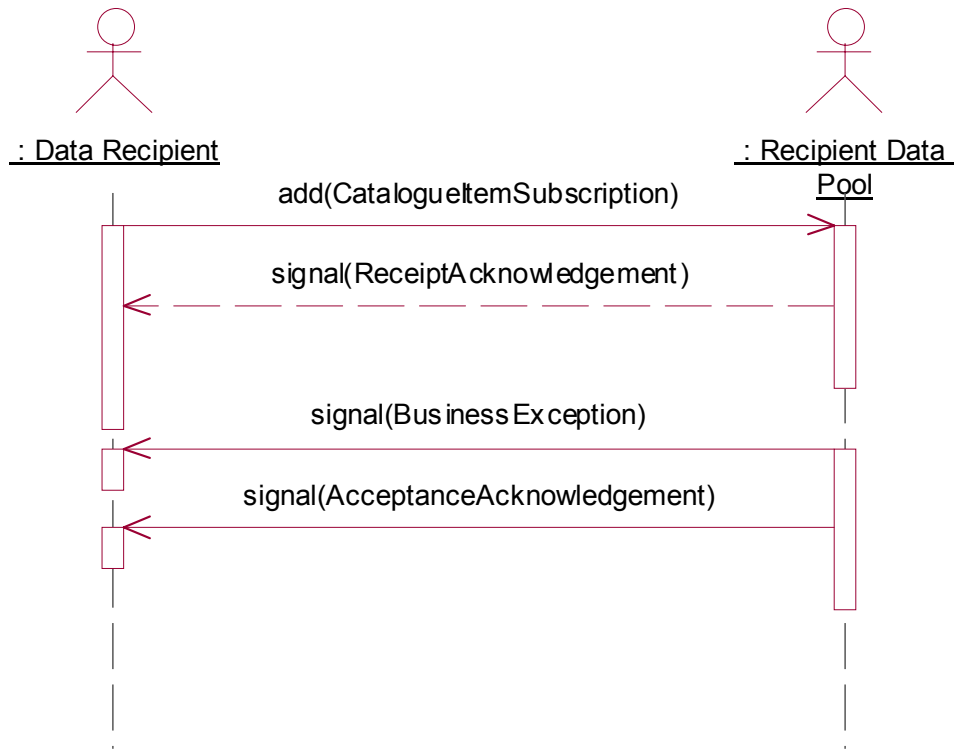 : Data Recipient
: Recipient Data
Pool
add(CatalogueItemSubscription)
signal(ReceiptAcknowledgement)
signal(BusinessException)
signal(AcceptanceAcknowledgement)